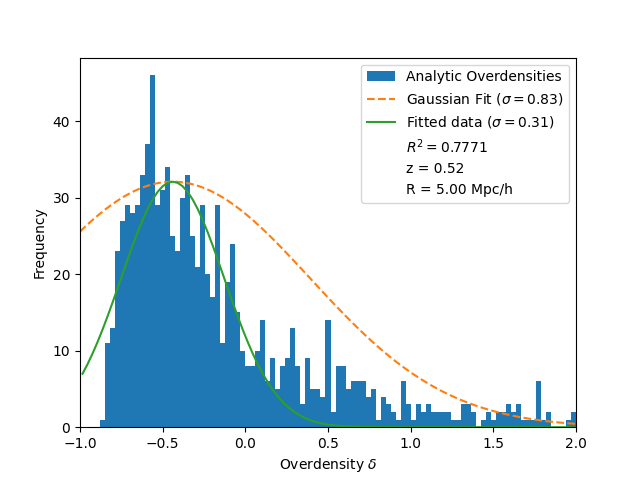 Analytic Overdensities
Gaussian Fit (σ = 0.83)
Fitted data (σ = 0.31)
R² = 0.7771
z = 0.52
R = 5.00 Mpc/h
Frequency
40
30
20
10
0
−1.0 −0.5 0.0 0.5 1.0 1.5 2.0
Overdensity δ